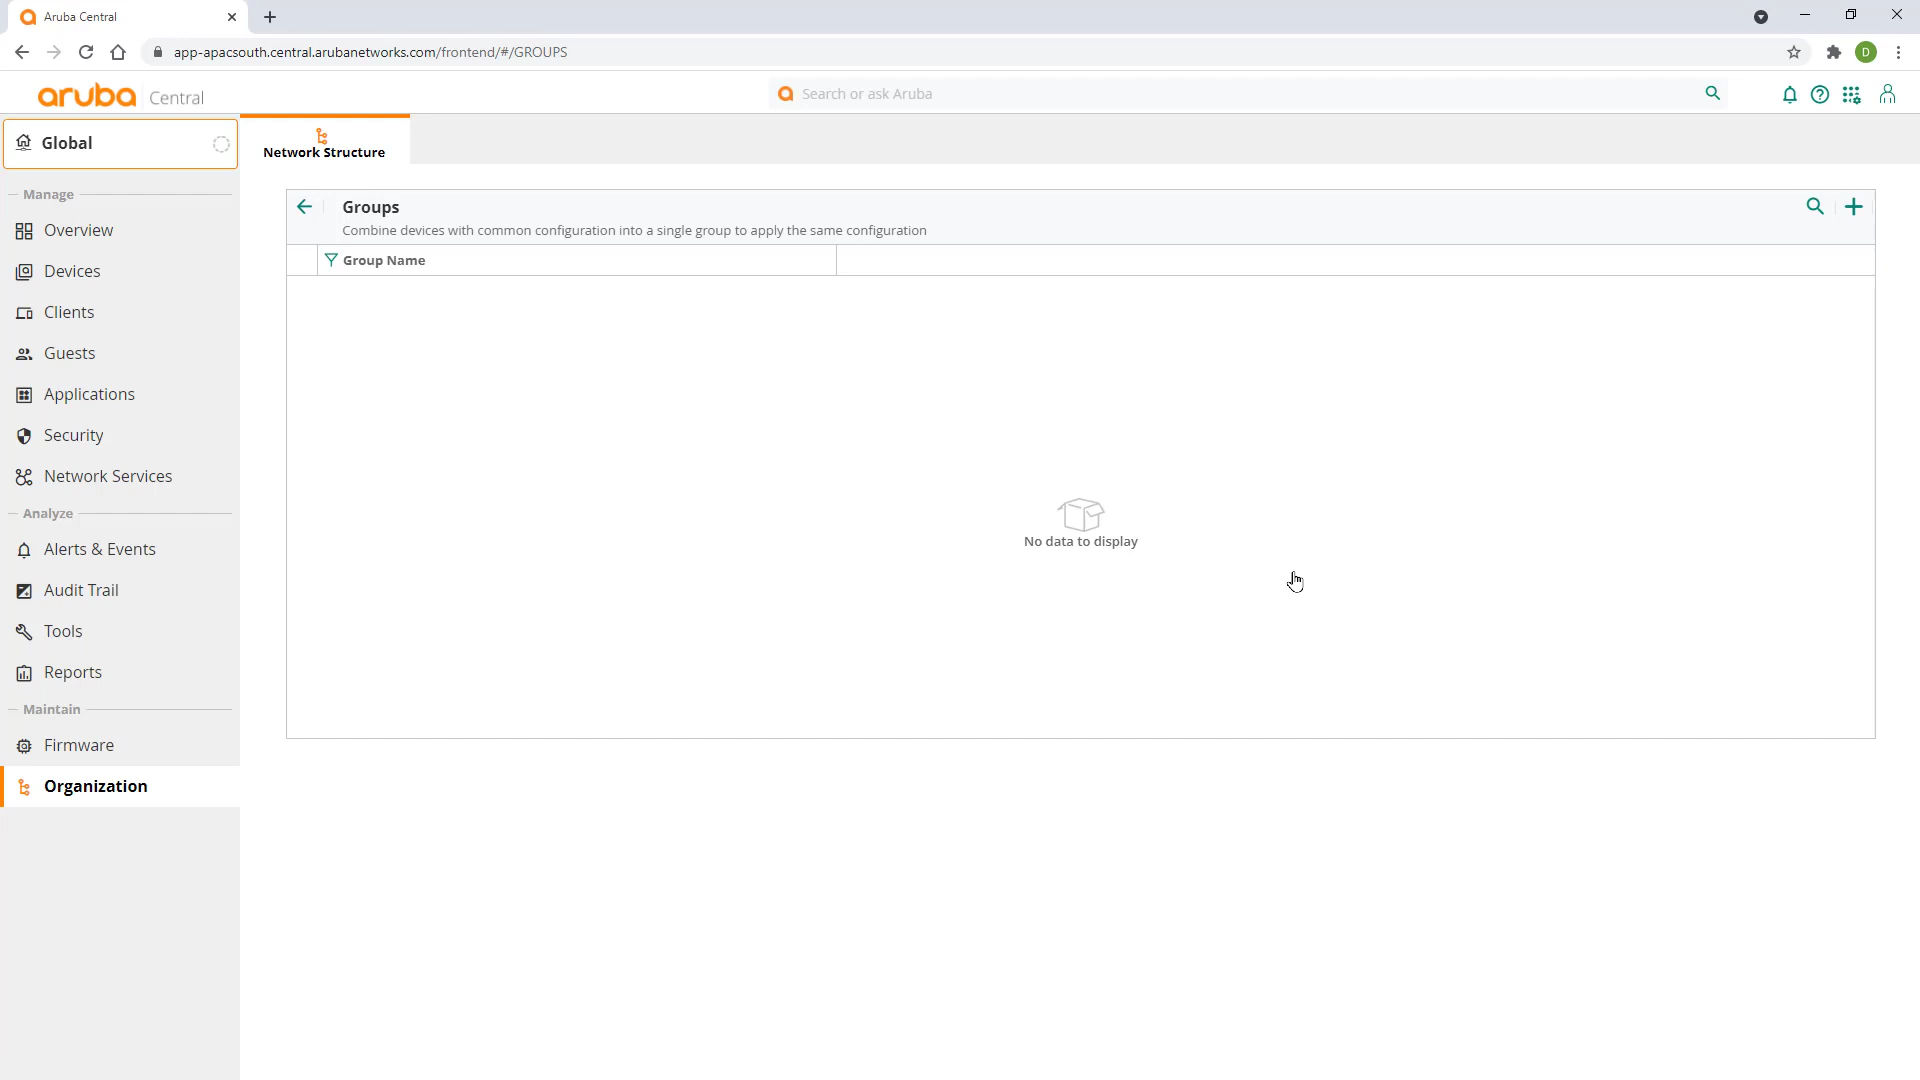 Aruba Central
app-apacsouth.central.arubanetworks.com/frontend/#/GROUPS
D
aruba Central
Search or ask Aruba
Global
Network Structure
Manage
Overview
Devices
Clients
Guests
Applications
Security
Network Services
Analyze
Alerts & Events
Audit Trail
Tools
Reports
Maintain
Firmware
Organization
Groups
Combine devices with common configuration into a single group to apply the same configuration
Group Name
No data to display